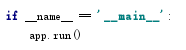 if __name__ == '__main__':
    app.run()